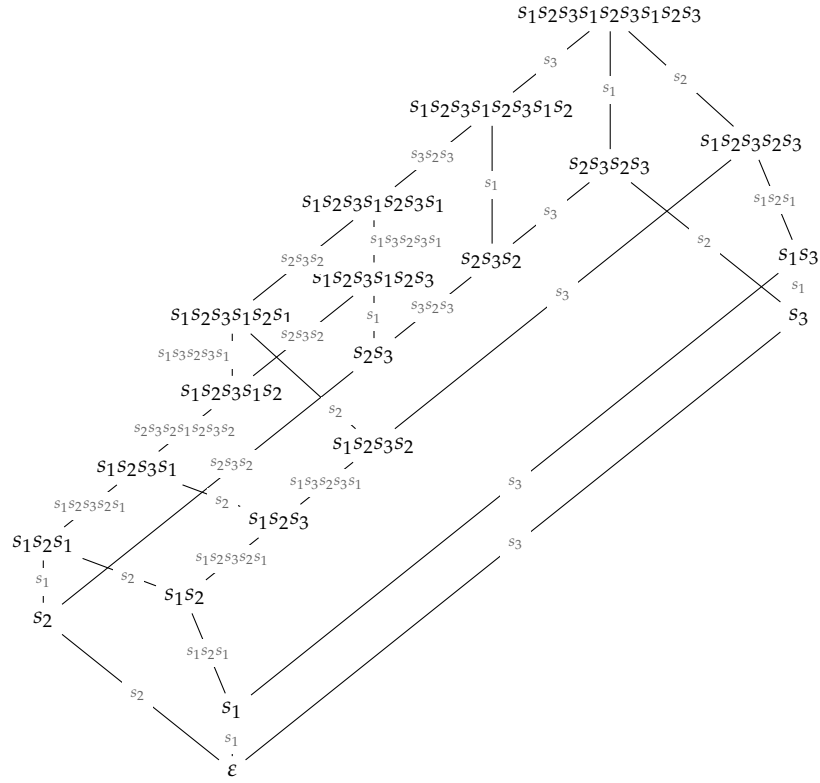 s₁s₂s₃s₁s₂s₃s₁s₂s₃
s₃
s₁
s₂
s₁s₂s₃s₁s₂s₃s₁s₂
s₁s₂s₃s₂s₃
s₃s₂s₃
s₂s₃s₂s₃
s₁
s₁s₂s₁
s₁s₂s₃s₁s₂s₃s₁
s₃
s₂
s₁s₃s₂s₃s₁
s₂s₃s₂
s₂s₃s₂
s₁s₃
s₁s₂s₃s₁s₂s₃
s₁
s₃
s₃s₂s₃
s₁s₂s₃s₁s₂s₁
s₁
s₃
s₂s₃s₂
s₁s₃s₂s₃s₁
s₂s₃
s₁s₂s₃s₁s₂
s₂
s₂s₃s₂s₁s₂s₃s₂
s₁s₂s₃s₂
s₁s₂s₃s₁
s₂s₃s₂
s₁s₃s₂s₃s₁
s₃
s₁s₂s₃s₂s₁
s₂
s₁s₂s₃
s₁s₂s₁
s₃
s₁s₂s₃s₂s₁
s₁
s₂
s₁s₂
s₂
s₁s₂s₁
s₂
s₁
s₁
ε